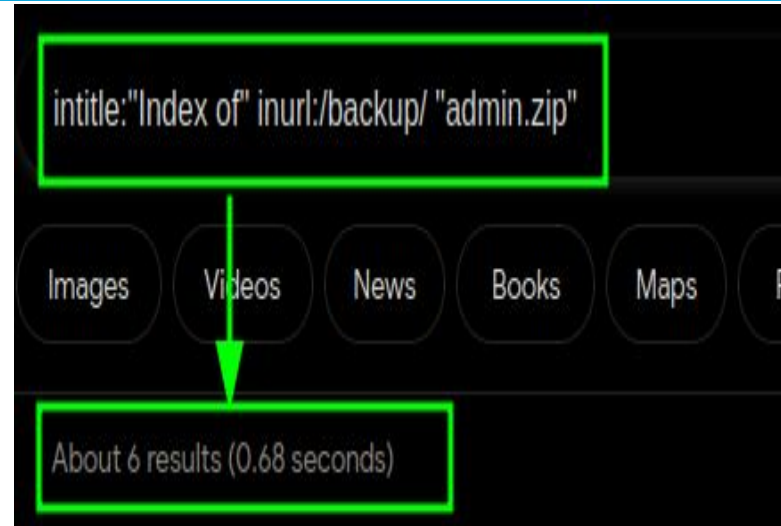 intitle:"Index of" inurl:/backup/ "admin.zip"
Images Videos News Books Maps
About 6 results (0.68 seconds)